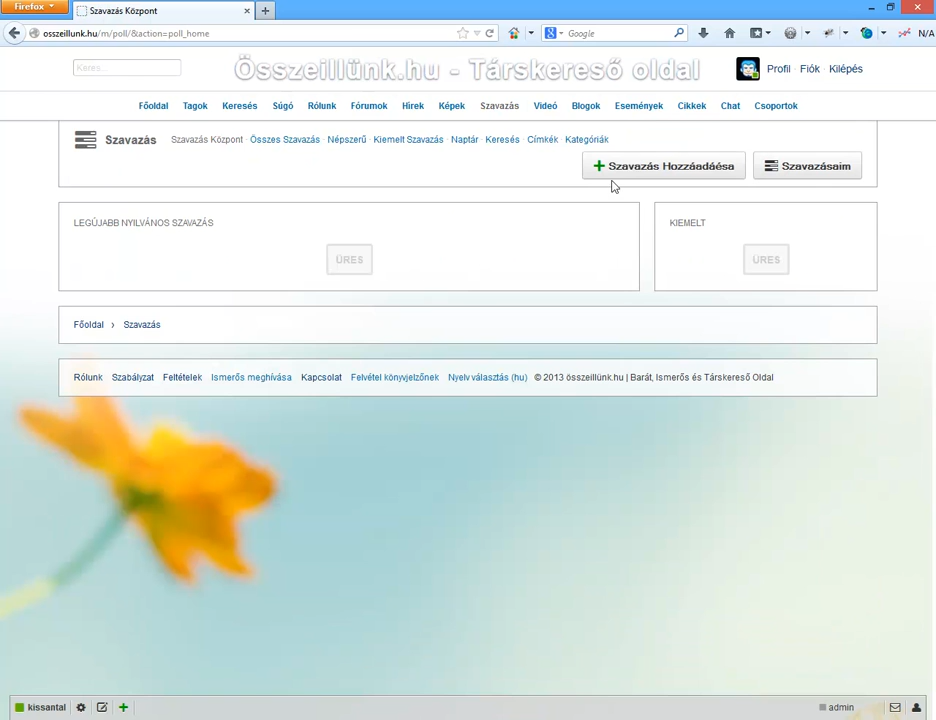 Firefox
Szavazás Központ
osszeillunk.hu/m/poll/&action=poll_home
Google
N/A
Keres...
Összeillünk.hu - Társkereső oldal
Profil · Fiók · Kilépés
Főoldal Tagok Keresés Súgó Rólunk Fórumok Hírek Képek Szavazás Videó Blogok Események Cikkek Chat Csoportok
Szavazás
Szavazás Központ · Összes Szavazás · Népszerű · Kiemelt Szavazás · Naptár · Keresés · Címkék · Kategóriák
Szavazás Hozzáadáésa
Szavazásaim
LEGÚJABB NYILVÁNOS SZAVAZÁS
KIEMELT
ÜRES
ÜRES
Főoldal › Szavazás
Rólunk Szabályzat Feltételek Ismerős meghívása Kapcsolat Felvétel könyvjelzőnek Nyelv választás (hu) © 2013 összeillünk.hu | Barát, Ismerős és Társkereső Oldal
kissantal
admin